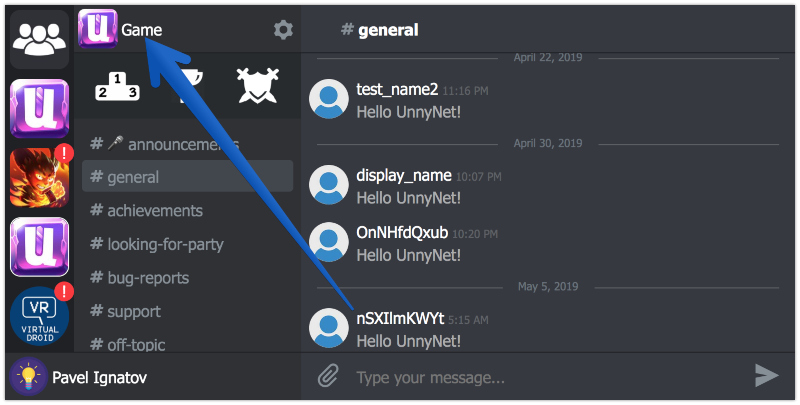 u Game
# general
1
2 3
# announcements
# general
# achievements
# looking-for-party
# bug-reports
# support
# off-topic
u
!
u
!
VR
VIRTUAL
DROID
Pavel Ignatov
April 22, 2019
test_name2 11:16 PM
Hello UnnyNet!
April 30, 2019
display_name 10:07 PM
Hello UnnyNet!
OnNHfdQxub 10:20 PM
Hello UnnyNet!
May 5, 2019
nSXIlmKWYt 5:15 AM
Hello UnnyNet!
Type your message...